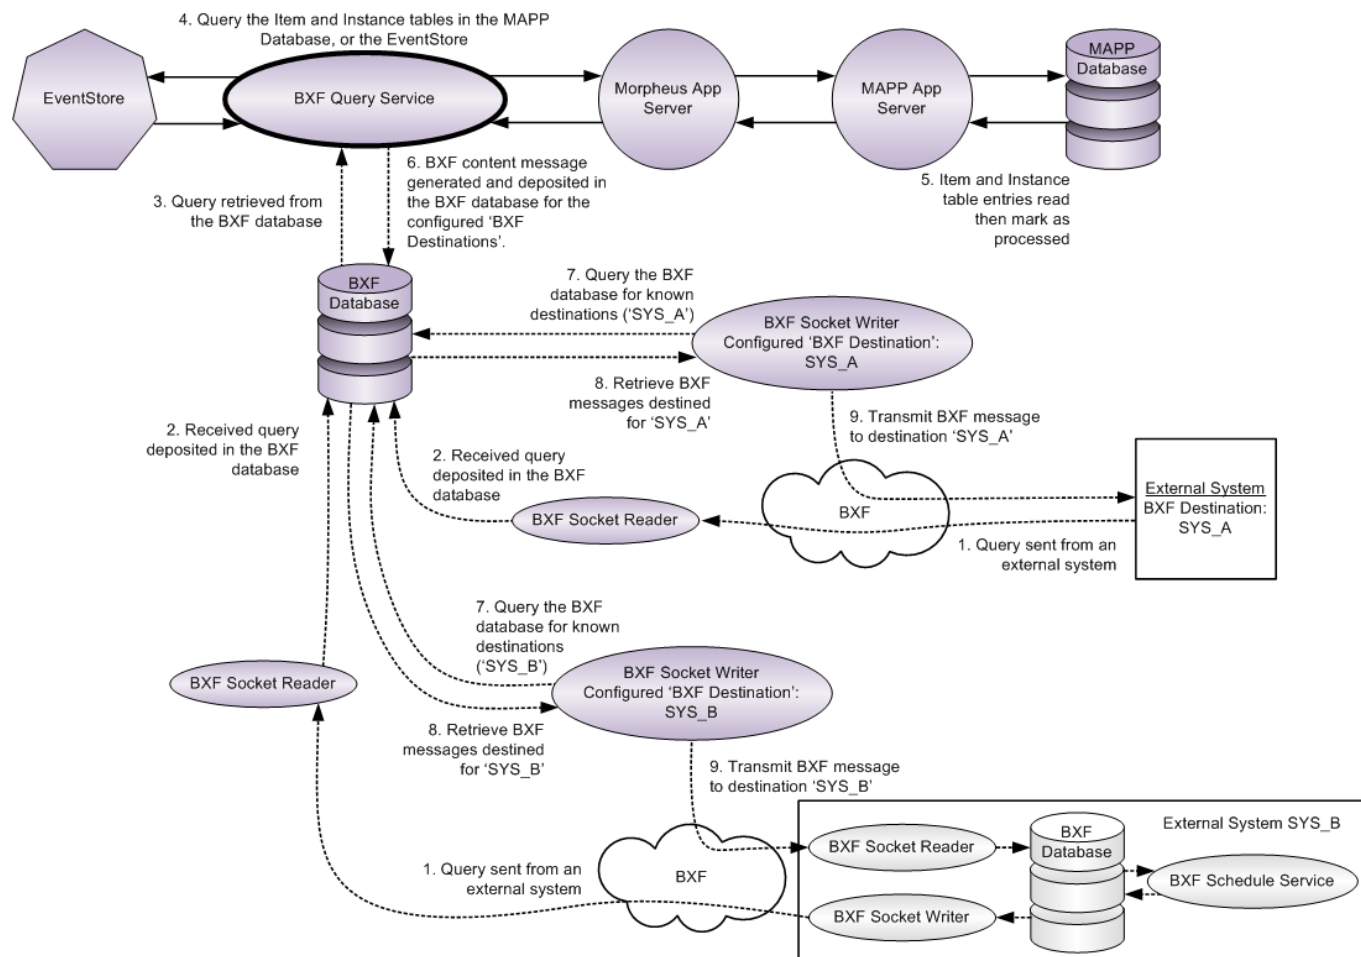 4. Query the Item and Instance tables in the MAPP
Database, or the EventStore
EventStore
BXF Query Service
Morpheus App
Server
MAPP App
Server
MAPP
Database
3. Query retrieved from
the BXF database
6. BXF content message
generated and deposited in
the BXF database for the
configured ‘BXF
Destinations’.
5. Item and Instance
table entries read
then mark as
processed
BXF
Database
7. Query the BXF
database for known
destinations (‘SYS_A’)
BXF Socket Writer
Configured ‘BXF Destination’:
SYS_A
8. Retrieve BXF
messages destined
for ‘SYS_A’
9. Transmit BXF message
to destination ‘SYS_A’
2. Received query
deposited in the BXF
database
2. Received query
deposited in the BXF
database
BXF Socket Reader
BXF
External System
BXF Destination:
SYS_A
1. Query sent from an
external system
7. Query the BXF
database for known
destinations
(‘SYS_B’)
BXF Socket Reader
BXF Socket Writer
Configured ‘BXF Destination’:
SYS_B
8. Retrieve BXF
messages destined
for ‘SYS_B’
9. Transmit BXF message
to destination ‘SYS_B’
1. Query sent from an
external system
BXF
External System SYS_B
BXF Socket Reader
BXF
Database
BXF Schedule Service
BXF Socket Writer